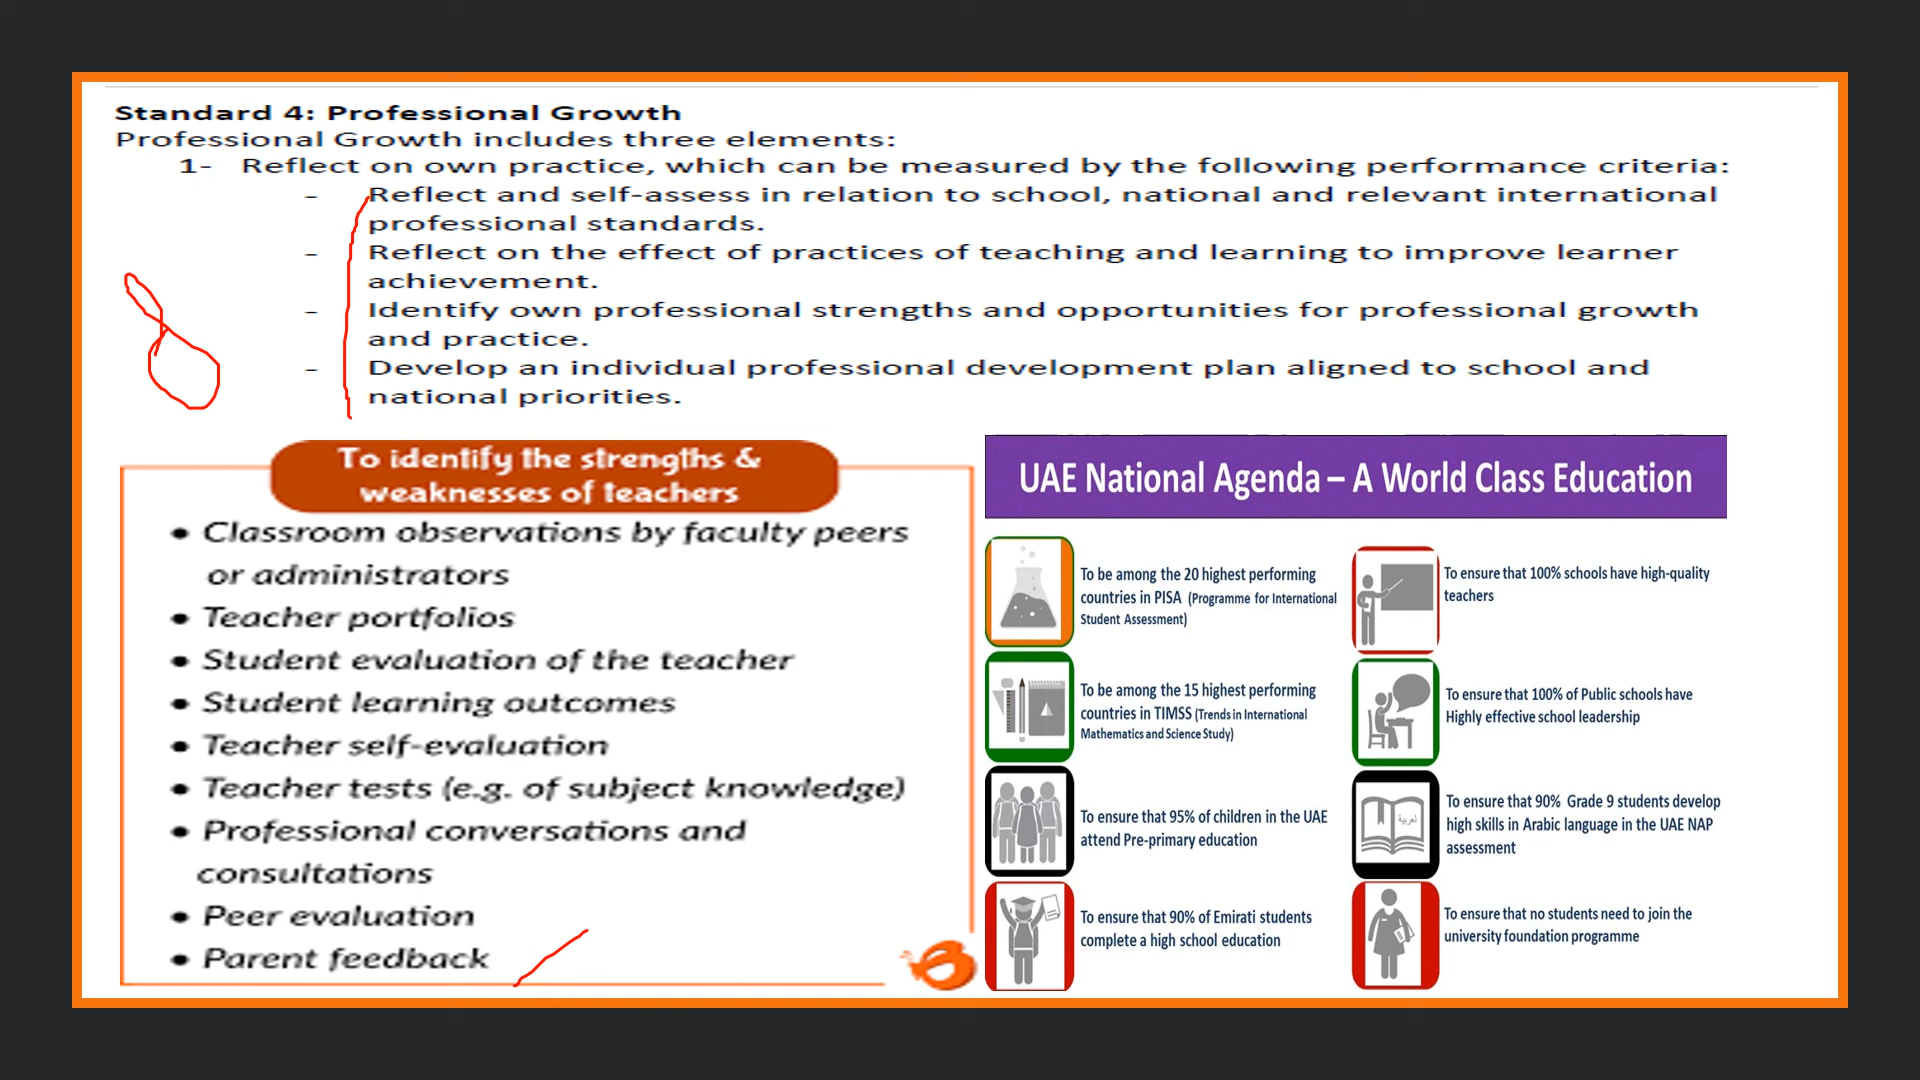 Standard 4: Professional Growth
Professional Growth includes three elements:
1- Reflect on own practice, which can be measured by the following performance criteria:
- Reflect and self-assess in relation to school, national and relevant international
professional standards.
- Reflect on the effect of practices of teaching and learning to improve learner
achievement.
- Identify own professional strengths and opportunities for professional growth
and practice.
- Develop an individual professional development plan aligned to school and
national priorities.
To identify the strengths &
weaknesses of teachers
• Classroom observations by faculty peers
or administrators
• Teacher portfolios
• Student evaluation of the teacher
• Student learning outcomes
• Teacher self-evaluation
• Teacher tests (e.g. of subject knowledge)
• Professional conversations and
consultations
• Peer evaluation
• Parent feedback
UAE National Agenda – A World Class Education
To be among the 20 highest performing
countries in PISA (Programme for International
Student Assessment)
To be among the 15 highest performing
countries in TIMSS (Trends in International
Mathematics and Science Study)
To ensure that 95% of children in the UAE
attend Pre-primary education
To ensure that 90% of Emirati students
complete a high school education
To ensure that 100% schools have high-quality
teachers
To ensure that 100% of Public schools have
Highly effective school leadership
العربية
To ensure that 90% Grade 9 students develop
high skills in Arabic language in the UAE NAP
assessment
To ensure that no students need to join the
university foundation programme